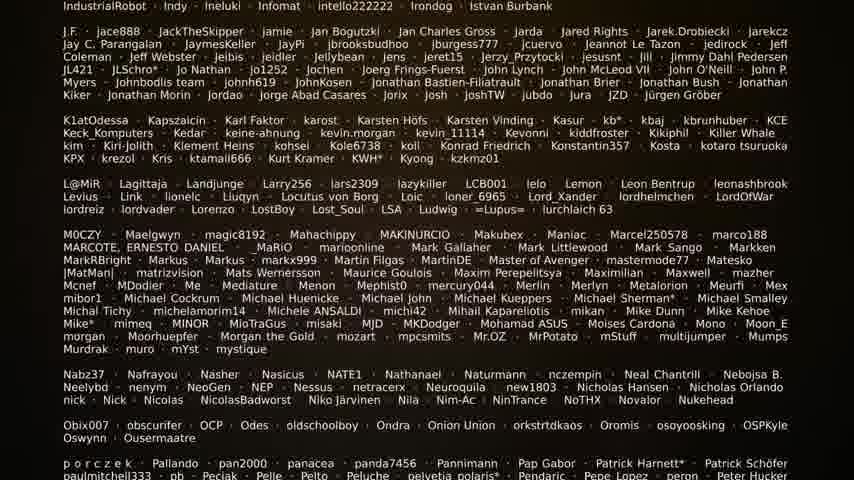 IndustrialRobot · Indy · Ineluki · Infomat · intello222222 · Irondog · Istvan Burbank
J.F. · jace888 · JackTheSkipper · jamie · Jan Bogutzki · Jan Charles Gross · jarda · Jared Rights · Jarek.Drobiecki · Jarekcz
Jay C. Parangalan · JaymesKeller · JayPi · jbrooksbudhoo · jburgess777 · jcuervo · Jeannot Le Tazon · jedirock · Jeff
Coleman · Jeff Webster · Jeibis · jeidler · Jellybean · Jens · jeret15 · Jerzy_Przytocki · jesusnt · Jill · Jimmy Dahl Pedersen
JL421 · JLSchro* · Jo Nathan · jo1252 · Jochen · Joerg Frings-Fuerst · John Lynch · John McLeod VII · John O'Neill · John P.
Myers · Johnbodlis team · johnh619 · JohnKosen · Jonathan Bastien-Filiatrault · Jonathan Brier · Jonathan Bush · Jonathan
Kiker · Jonathan Morin · Jordao · Jorge Abad Casares · Jorix · Josh · JoshTW · jubdo · Jura · JZD · Jürgen Gröber
K1atOdessa · Kapszaicin · Karl Faktor · karost · Karsten Höfs · Karsten Vinding · Kasur · kb* · kbaj · kbrunhuber · KCE
Keck_Komputers · Kedar · keine-ahnung · kevin.morgan · kevin_11114 · Kevonni · kiddfroster · Kikiphil · Killer Whale
kim · Kiri-Jolith · Klement Heins · kohsei · Kole6738 · koll · Konrad Friedrich · Konstantin357 · Kosta · kotaro tsuruoka
KPX · krezol · Kris · ktamail666 · Kurt Kramer · KWH* · Kyong · kzkmz01
L@MiR · Lagittaja · Landjunge · Larry256 · lars2309 · lazykiller · LCB001 · lelo · Lemon · Leon Bentrup · leonashbrook
Levius · Link · lionelc · Liuqyn · Locutus von Borg · Loic · loner_6965 · Lord_Xander · lordhelmchen · LordOfWar
lordreiz · lordvader · Lorenzo · LostBoy · Lost_Soul · LSA · Ludwig · =Lupus= · lurchlaich 63
M0CZY · Maelgwyn · magic8192 · Mahachippy · MAKINURCIO · Makubex · Maniac · Marcel250578 · marco188
MARCOTE, ERNESTO DANIEL · _MaRiO · marioonline · Mark Gallaher · Mark Littlewood · Mark Sango · Markken
MarkRBright · Markus · Markus · markx999 · Martin Filgas · MartinDE · Master of Avenger · mastermode77 · Matesko
|MatMan| · matrizvision · Mats Wernersson · Maurice Goulois · Maxim Perepelitsya · Maximilian · Maxwell · mazher
Mcnef · MDodier · Me · Mediature · Menon · Mephist0 · mercury044 · Merlin · Merlyn · Metalorion · Meurfi · Mex
mibor1 · Michael Cockrum · Michael Huenicke · Michael John · Michael Kueppers · Michael Sherman* · Michael Smalley
Michal Tichy · michelamorim14 · Michele ANSALDI · michi42 · Mihail Kapareliotis · mikan · Mike Dunn · Mike Kehoe
Mike* · mimeq · MINOR · MioTraGus · misaki · MJD · MKDodger · Mohamad ASUS · Moises Cardona · Mono · Moon_E
morgan · Moorhuepfer · Morgan the Gold · mozart · mpcsmits · Mr.OZ · MrPotato · mStuff · multijumper · Mumps
Murdrak · muro · mYst · mystique
Nabz37 · Nafrayou · Nasher · Nasicus · NATE1 · Nathanael · Naturmann · nczempin · Neal Chantrill · Nebojsa B.
Neelybd · nenym · NeoGen · NEP · Nessus · netracerx · Neuroquila · new1803 · Nicholas Hansen · Nicholas Orlando
nick · Nick · Nicolas · NicolasBadworst · Niko Järvinen · Nila · Nim-Ac · NinTrance · NoTHX · Novalor · Nukehead
Obix007 · obscurifer · OCP · Odes · oldschoolboy · Ondra · Onion Union · orkstrtdkaos · Oromis · osoyoosking · OSPKyle
Oswynn · Ousermaatre
p o r c z e k · Pallando · pan2000 · panacea · panda7456 · Pannimann · Pap Gabor · Patrick Harnett* · Patrick Schöfer
paulmitchell333 · pb · Peciak · Pelle · Pelto · Peluche · pelvetia polaris* · Pendaric · Pepe Lopez · peron · Peter Hucker